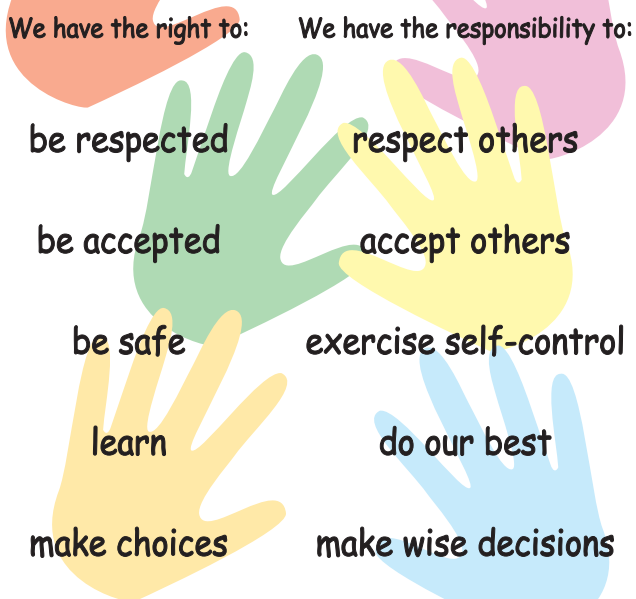 We have the right to: We have the responsibility to:
be respected respect others
be accepted accept others
be safe exercise self-control
learn do our best
make choices make wise decisions